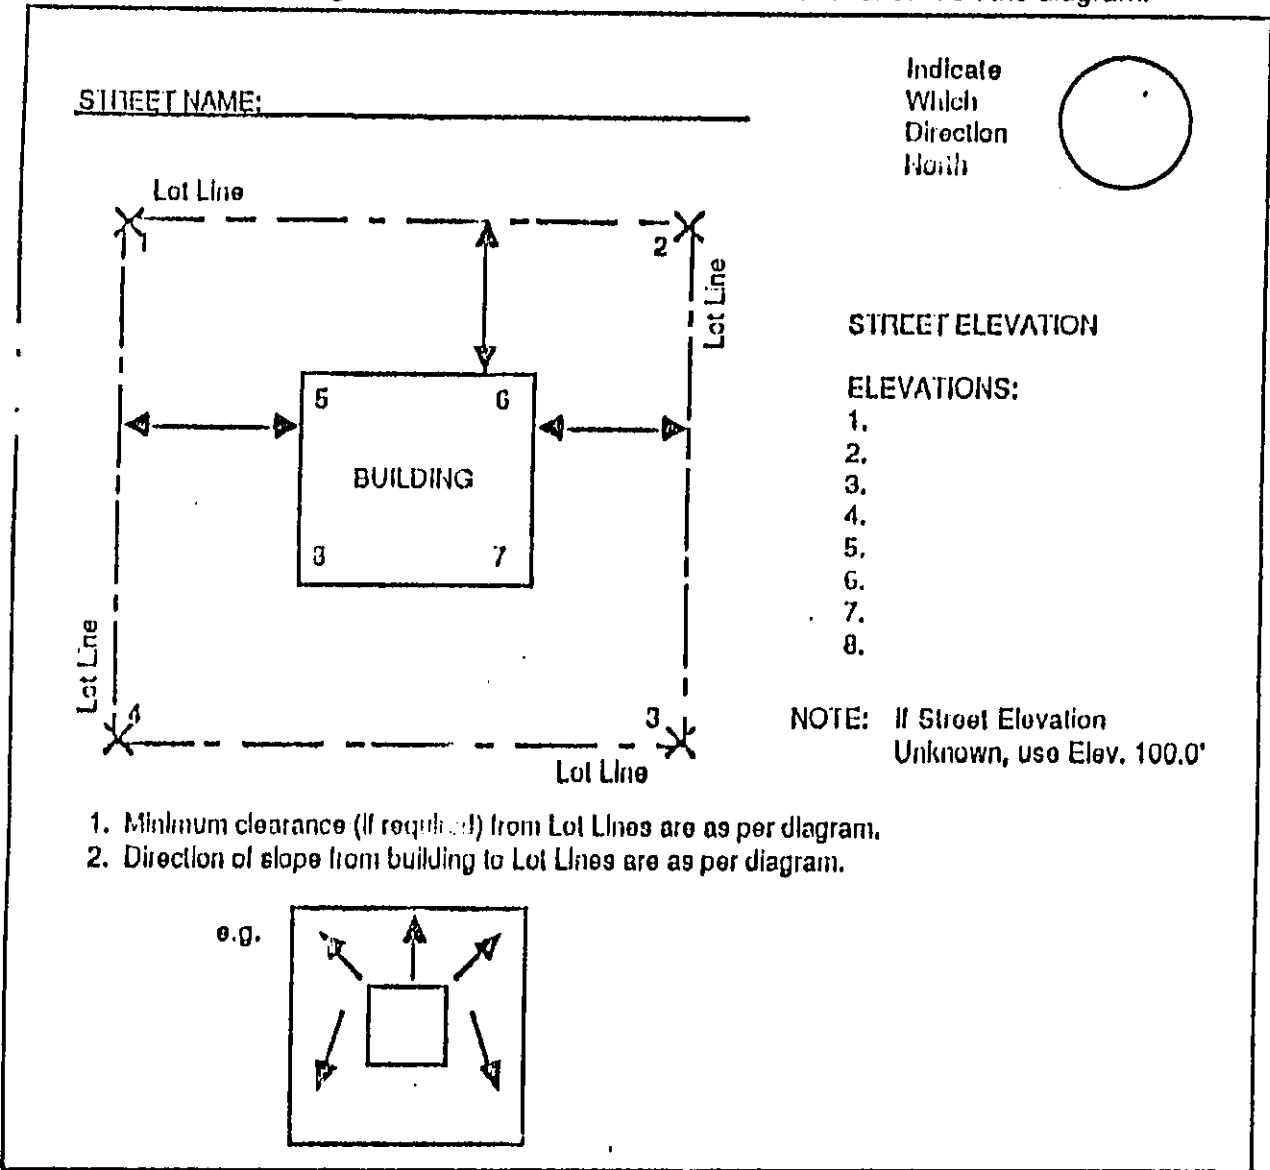 the diagram.
STREET NAME:
Indicate
Which
Direction
North
Lot Line
1
2
Lot Line
5
6
BUILDING
8
7
Lot Line
4
3
Lot Line
STREET ELEVATION
ELEVATIONS:
1.
2.
3.
4.
5.
6.
7.
8.
NOTE: If Street Elevation
Unknown, use Elev. 100.0'
1. Minimum clearance (if required) from Lot Lines are as per diagram.
2. Direction of slope from building to Lot Lines are as per diagram.
e.g.